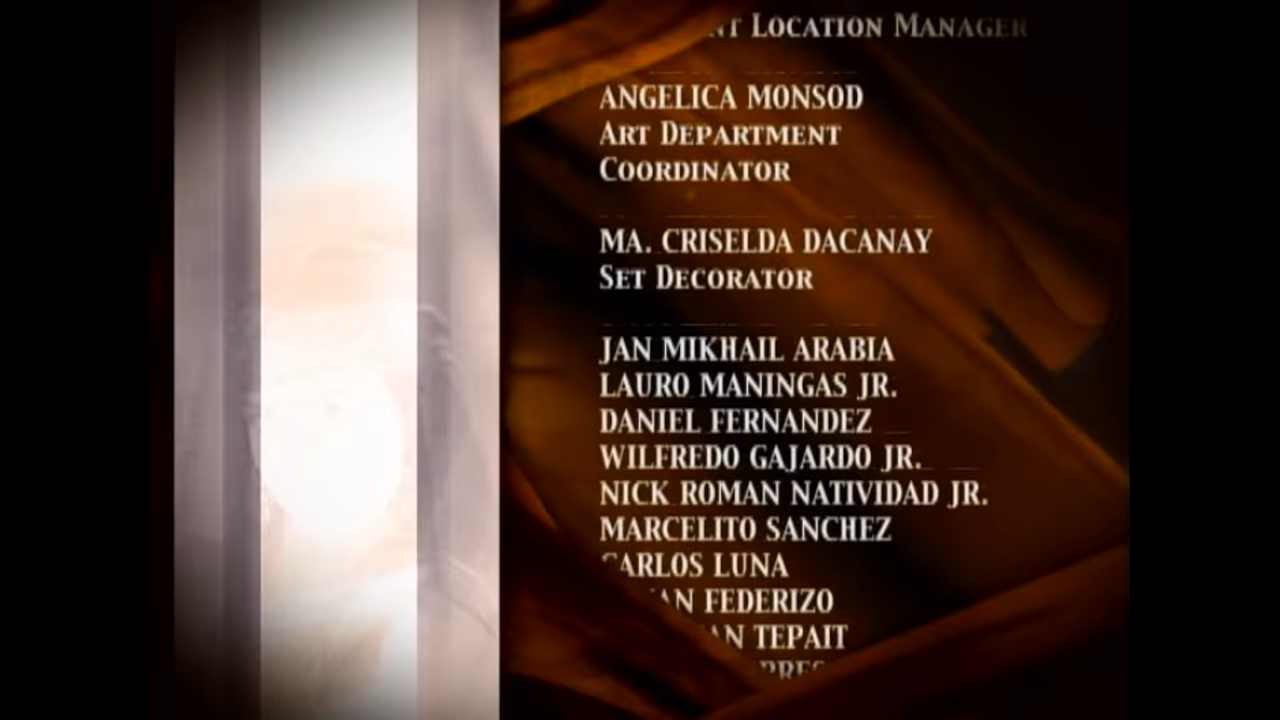 LOCATION MANAGER
ANGELICA MONSOD
ART DEPARTMENT
COORDINATOR
MA. CRISELDA DACANAY
SET DECORATOR
JAN MIKHAIL ARABIA
LAURO MANINGAS JR.
DANIEL FERNANDEZ
WILFREDO GAJARDO JR.
NICK ROMAN NATIVIDAD JR.
MARCELITO SANCHEZ
CARLOS LUNA
FEDERIZO
TEPAIT